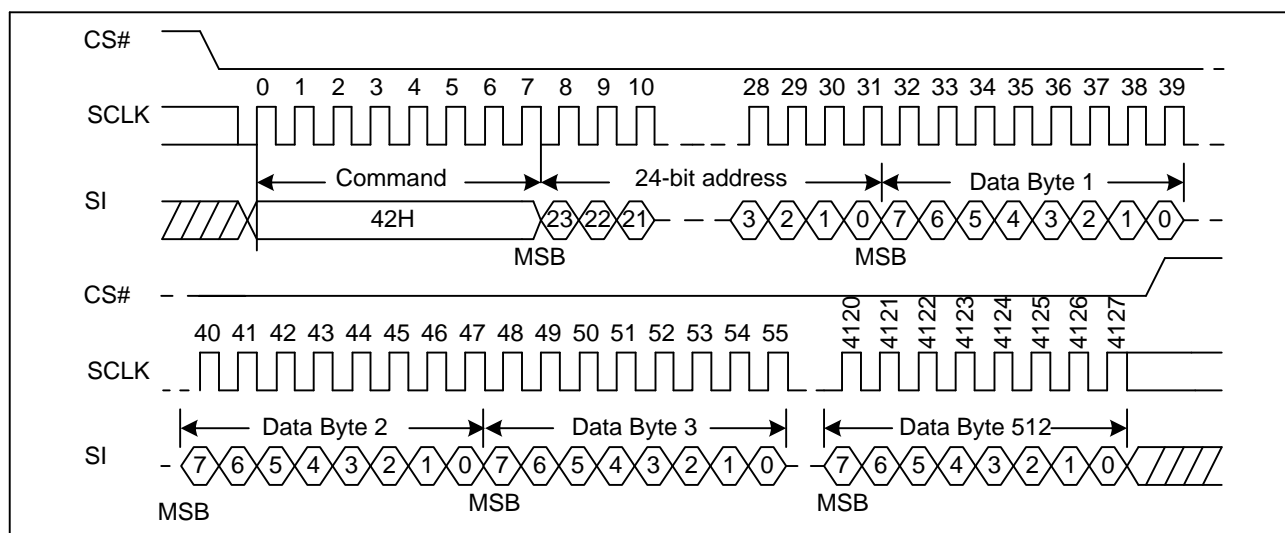 CS#
0 1 2 3 4 5 6 7 8 9 10 28 29 30 31 32 33 34 35 36 37 38 39
SCLK
Command 24-bit address Data Byte 1
SI
42H 23 22 21 3 2 1 0 7 6 5 4 3 2 1 0
MSB MSB
CS#
40 41 42 43 44 45 46 47 48 49 50 51 52 53 54 55 4120 4121 4122 4123 4124 4125 4126 4127
SCLK
Data Byte 2 Data Byte 3 Data Byte 512
SI
7 6 5 4 3 2 1 0 7 6 5 4 3 2 1 0 7 6 5 4 3 2 1 0
MSB MSB MSB